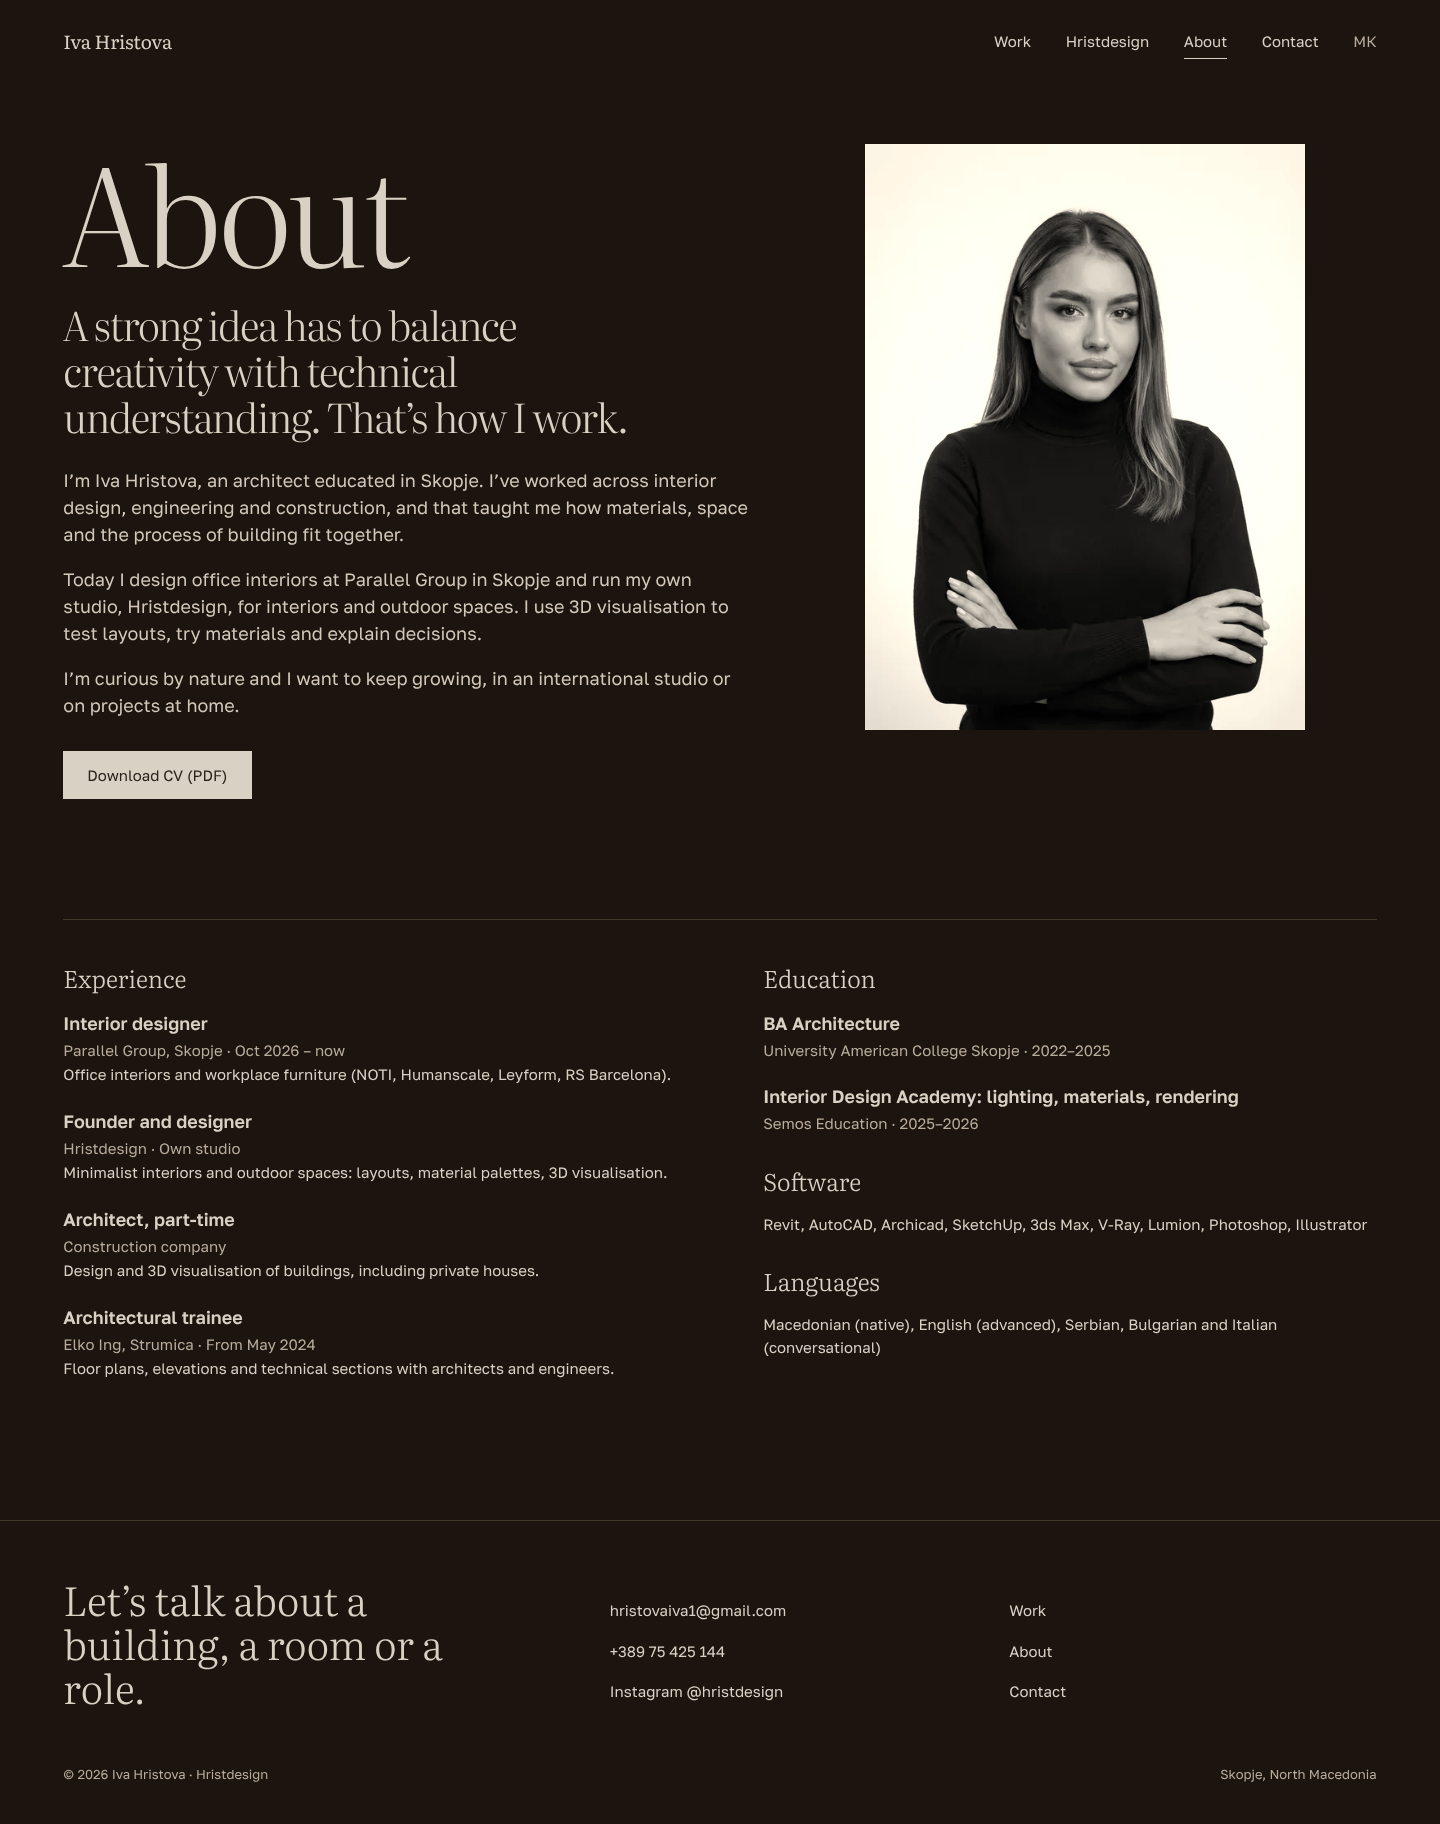 Iva Hristova
Work
Hristdesign
About
Contact
MK
About
A strong idea has to balance
creativity with technical
understanding. That’s how I work.
I’m Iva Hristova, an architect educated in Skopje. I’ve worked across interior
design, engineering and construction, and that taught me how materials, space
and the process of building fit together.
Today I design office interiors at Parallel Group in Skopje and run my own
studio, Hristdesign, for interiors and outdoor spaces. I use 3D visualisation to
test layouts, try materials and explain decisions.
I’m curious by nature and I want to keep growing, in an international studio or
on projects at home.
Download CV (PDF)
Experience
Interior designer
Parallel Group, Skopje · Oct 2026 – now
Office interiors and workplace furniture (NOTI, Humanscale, Leyform, RS Barcelona).
Founder and designer
Hristdesign · Own studio
Minimalist interiors and outdoor spaces: layouts, material palettes, 3D visualisation.
Architect, part-time
Construction company
Design and 3D visualisation of buildings, including private houses.
Architectural trainee
Elko Ing, Strumica · From May 2024
Floor plans, elevations and technical sections with architects and engineers.
Education
BA Architecture
University American College Skopje · 2022–2025
Interior Design Academy: lighting, materials, rendering
Semos Education · 2025–2026
Software
Revit, AutoCAD, Archicad, SketchUp, 3ds Max, V-Ray, Lumion, Photoshop, Illustrator
Languages
Macedonian (native), English (advanced), Serbian, Bulgarian and Italian
(conversational)
Let’s talk about a
building, a room or a
role.
hristovaiva1@gmail.com
+389 75 425 144
Instagram @hristdesign
Work
About
Contact
© 2026 Iva Hristova · Hristdesign
Skopje, North Macedonia